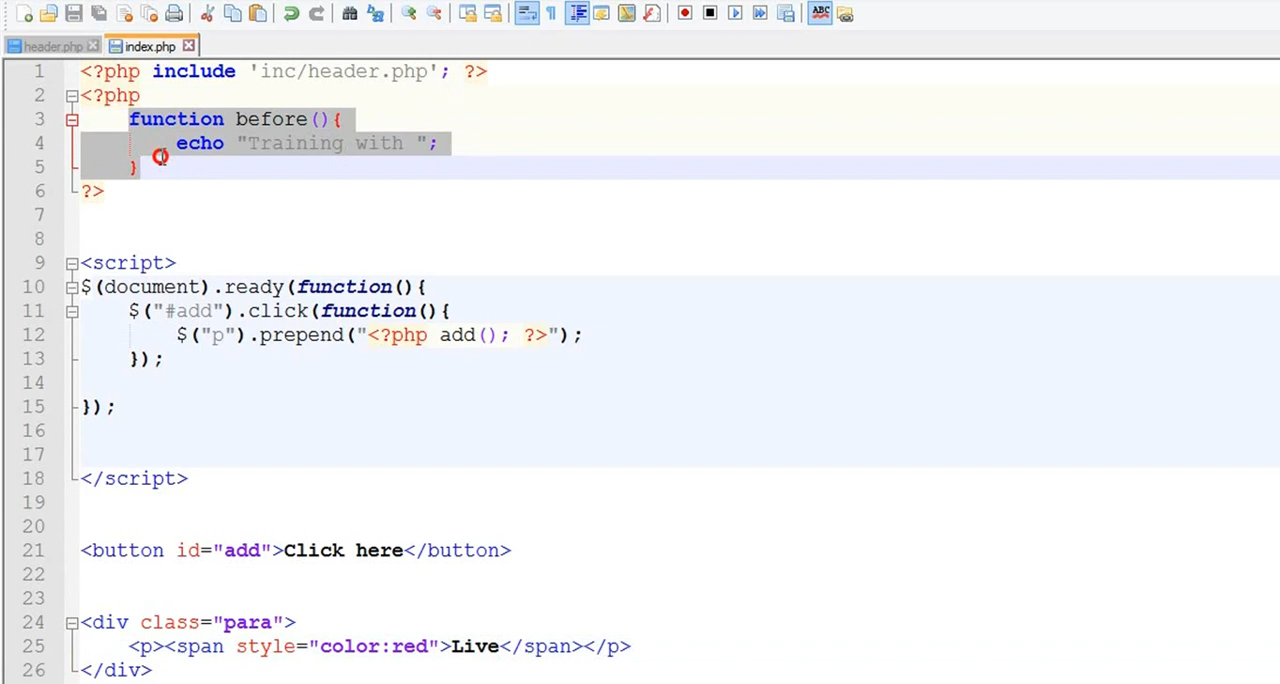 header.php index.php
1 <?php include 'inc/header.php'; ?>
2 <?php
3 function before(){
4 echo "Training with ";
5 }
6 ?>
7
8
9 <script>
10 $(document).ready(function(){
11 $("#add").click(function(){
12 $("p").prepend("<?php add(); ?>");
13 });
14
15 });
16
17
18 </script>
19
20
21 <button id="add">Click here</button>
22
23
24 <div class="para">
25 <p><span style="color:red">Live</span></p>
26 </div>